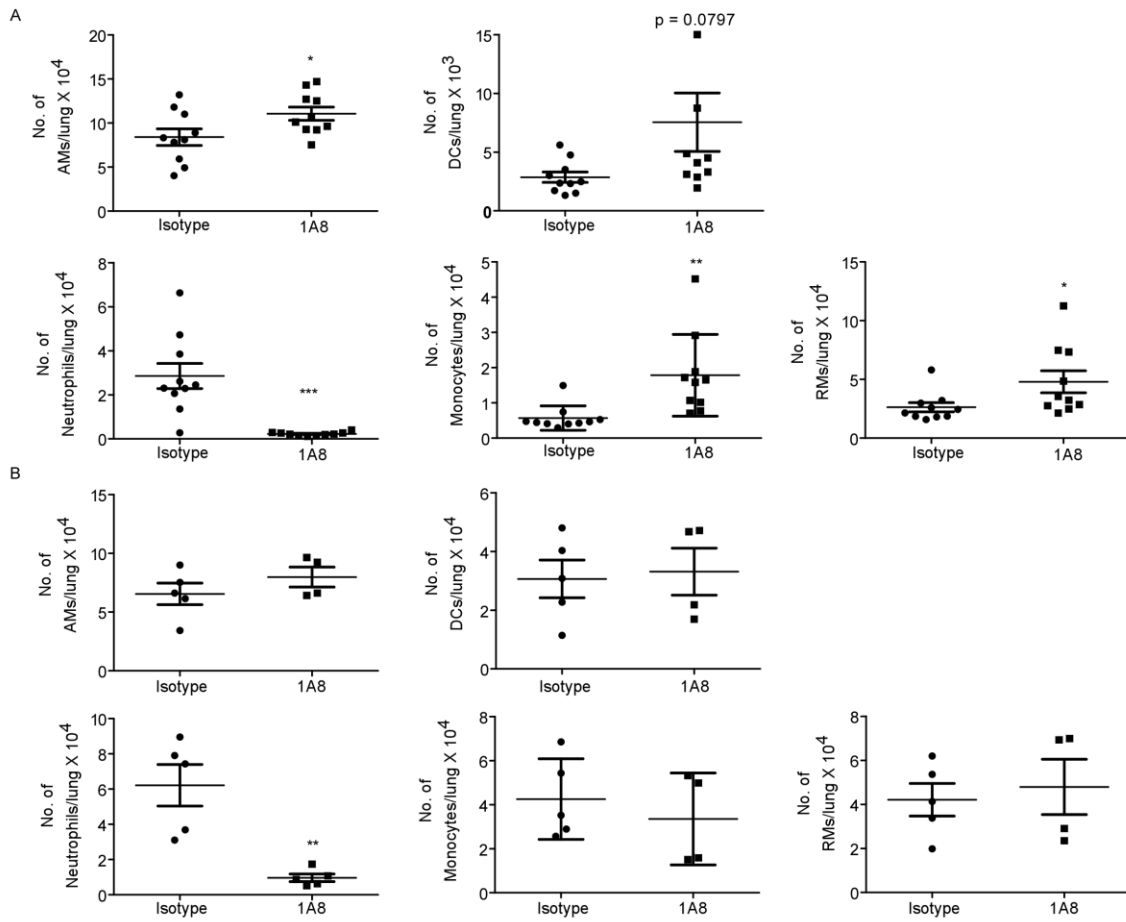 A
No. of
AMs/lung X 10^4
20
15
10
5
0
*
Isotype
1A8
No. of
DCs/lung X 10^3
15
10
5
0
p = 0.0797
Isotype
1A8
No. of
Neutrophils/lung X 10^4
8
6
4
2
0
***
Isotype
1A8
No. of
Monocytes/lung X 10^4
5
4
3
2
1
0
**
Isotype
1A8
No. of
RMs/lung X 10^4
15
10
5
0
*
Isotype
1A8
B
No. of
AMs/lung X 10^4
15
10
5
0
Isotype
1A8
No. of
DCs/lung X 10^4
6
4
2
0
Isotype
1A8
No. of
Neutrophils/lung X 10^4
10
8
6
4
2
0
**
Isotype
1A8
No. of
Monocytes/lung X 10^4
8
6
4
2
0
Isotype
1A8
No. of
RMs/lung X 10^4
8
6
4
2
0
Isotype
1A8